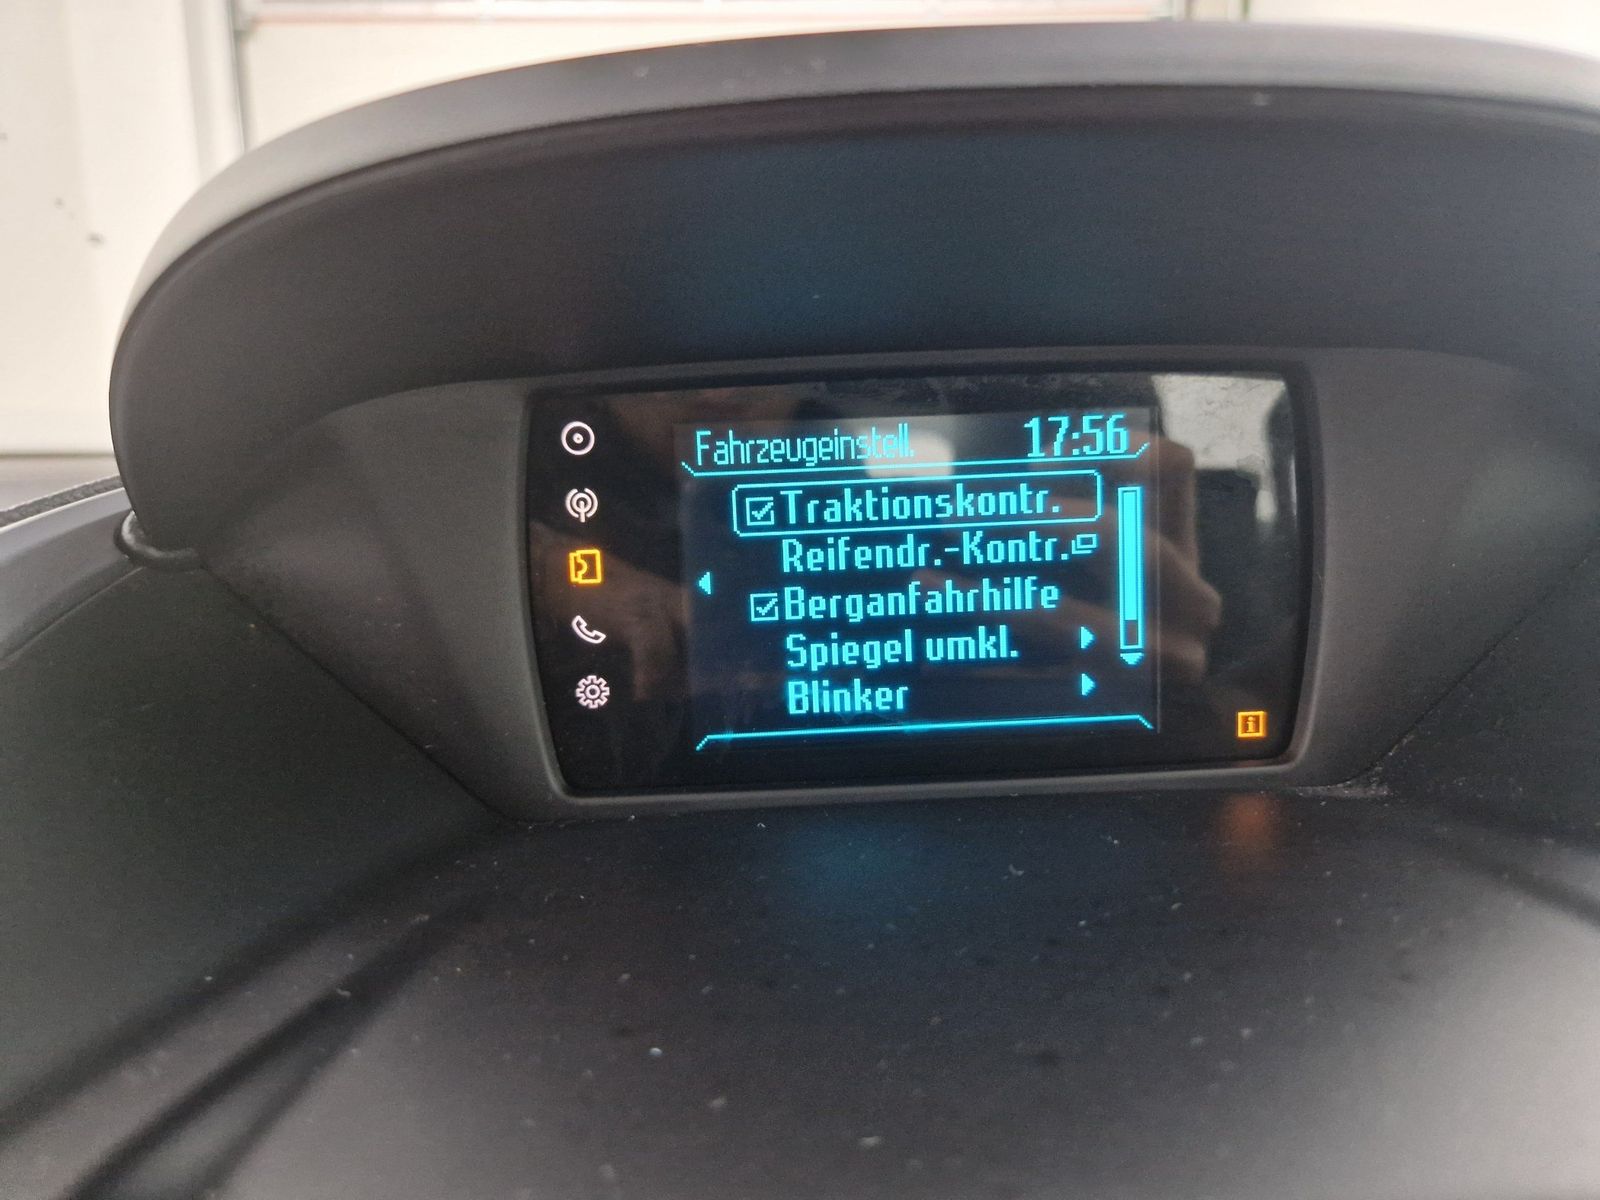 Fahrzeugeinstell. 17:56
Traktionskontr.
Reifendr.-Kontr.
Berganfahrhilfe
Spiegel umkl.
Blinker
i